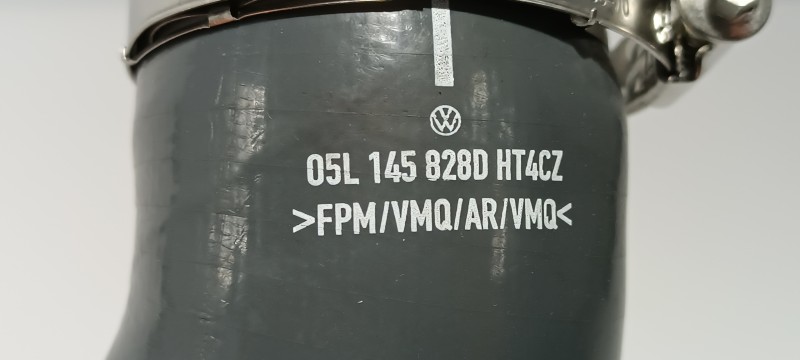 05L 145 828D HT4CZ
>FPM/VMQ/AR/VMQ<